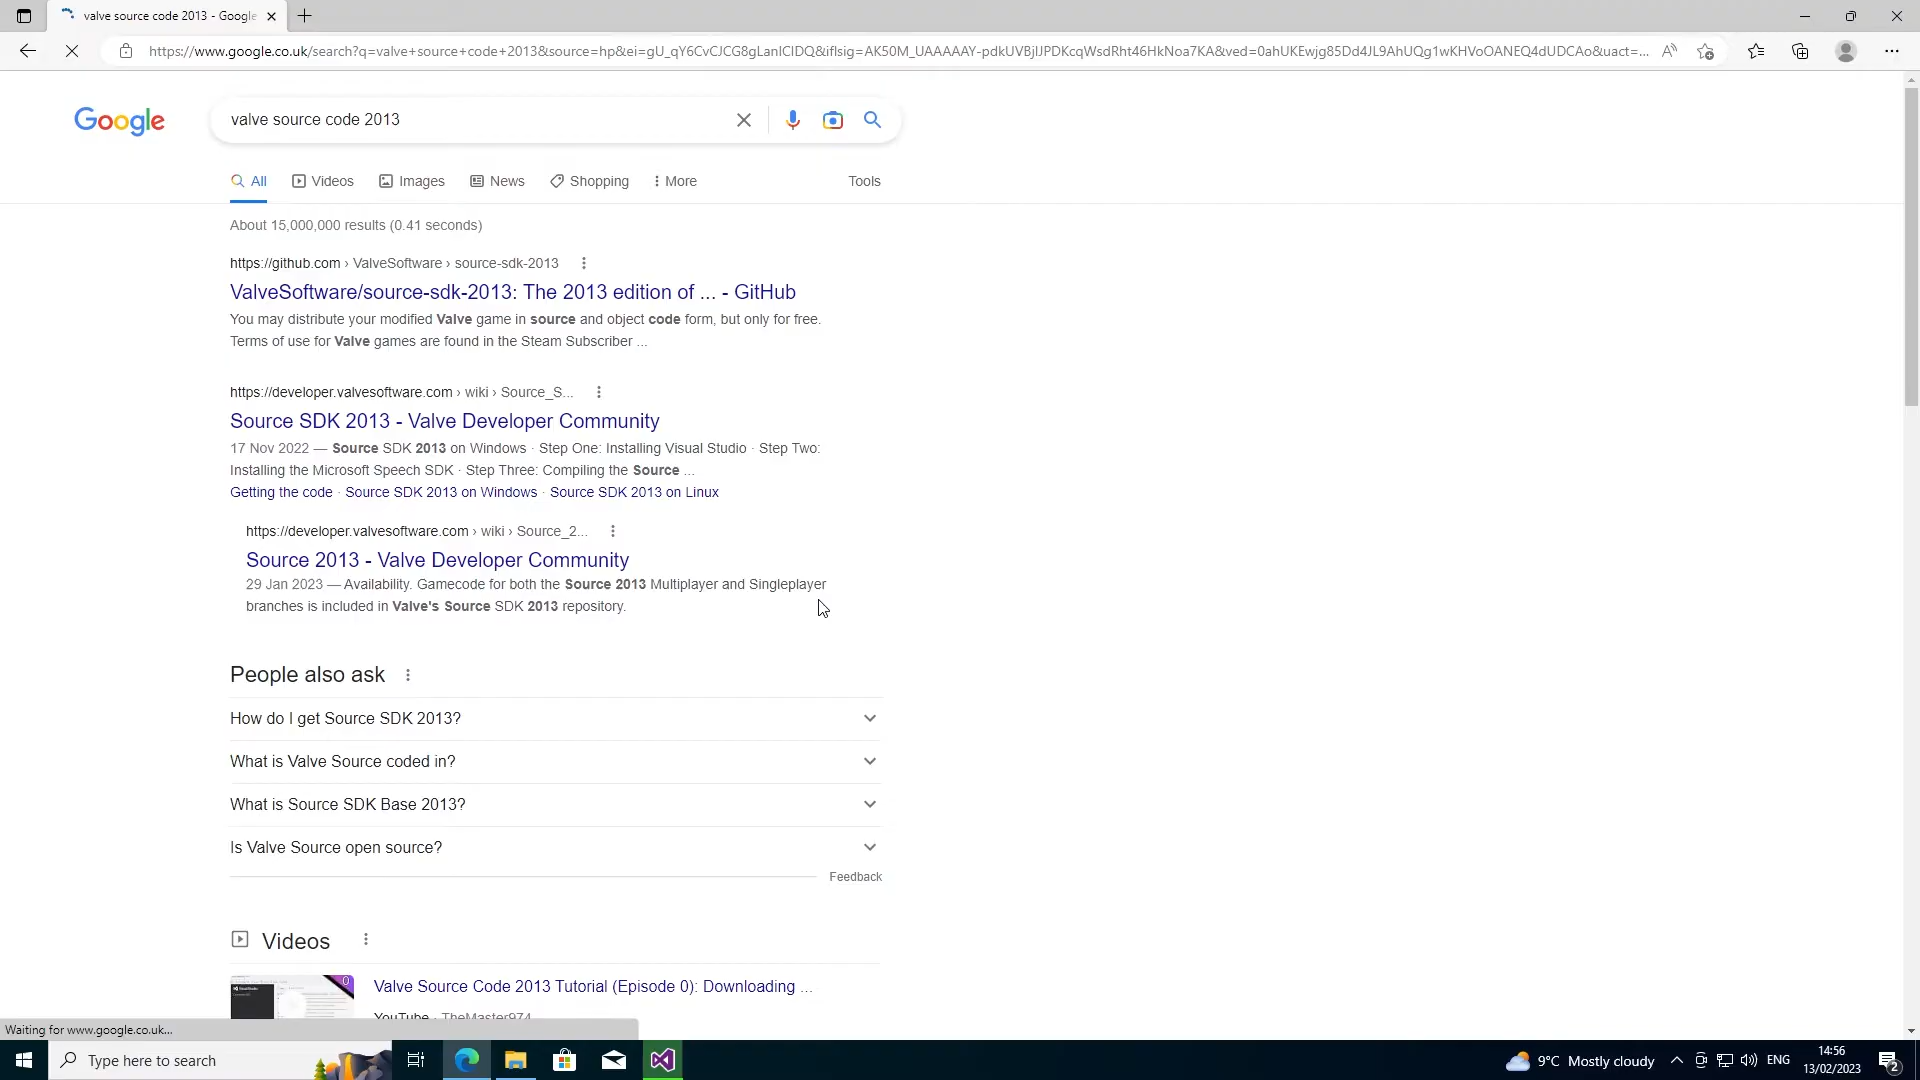 valve source code 2013 - Google
https://www.google.co.uk/search?q=valve+source+code+2013&source=hp&ei=gU_qY6CvCJCG8gLanICIDQ&iflsig=AK50M_UAAAAAY-pdkUVBjlJPDKcqWsdRht46HkNoa7KA&ved=0ahUKEwjg85Dd4JL9AhUQg1wKHVoOANEQ4dUDCAo&uact=...
Google
valve source code 2013
All Videos Images News Shopping More Tools
About 15,000,000 results (0.41 seconds)
https://github.com › ValveSoftware › source-sdk-2013
ValveSoftware/source-sdk-2013: The 2013 edition of ... - GitHub
You may distribute your modified Valve game in source and object code form, but only for free.
Terms of use for Valve games are found in the Steam Subscriber ...
https://developer.valvesoftware.com › wiki › Source_S...
Source SDK 2013 - Valve Developer Community
17 Nov 2022 — Source SDK 2013 on Windows · Step One: Installing Visual Studio · Step Two:
Installing the Microsoft Speech SDK · Step Three: Compiling the Source ...
Getting the code · Source SDK 2013 on Windows · Source SDK 2013 on Linux
https://developer.valvesoftware.com › wiki › Source_2...
Source 2013 - Valve Developer Community
29 Jan 2023 — Availability. Gamecode for both the Source 2013 Multiplayer and Singleplayer
branches is included in Valve's Source SDK 2013 repository.
People also ask
How do I get Source SDK 2013?
What is Valve Source coded in?
What is Source SDK Base 2013?
Is Valve Source open source?
Feedback
Videos
Valve Source Code 2013 Tutorial (Episode 0): Downloading ...
YouTube · TheMaster974
Waiting for www.google.co.uk...
Type here to search
9°C Mostly cloudy
ENG
14:56
13/02/2023
2